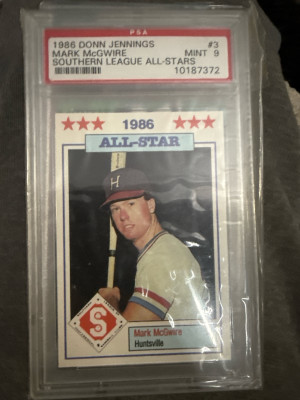 PSA
1986 DONN JENNINGS #3
MARK McGWIRE MINT 9
SOUTHERN LEAGUE ALL-STARS
10187372
★★★ 1986 ★★★
ALL-STAR
H
S
Mark McGwire
Huntsville